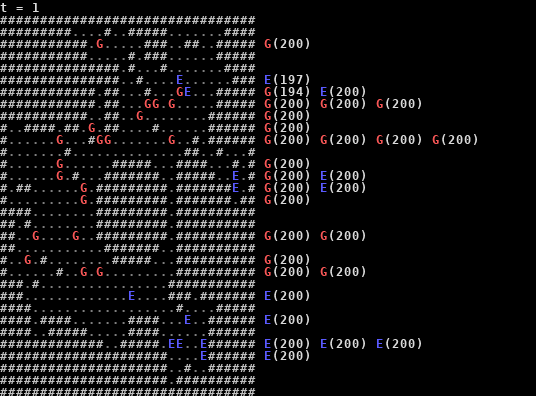 t = 1
################################
#########....#..#####.......####
###########.G.....###..##..##### G(200)
###########.....#.###......#####
############....#...#.......####
###############..#....E......### E(197)
############.##...#...GE...##### G(194) E(200)
############.##...GG.G.....##### G(200) G(200) G(200)
###########..##..G........###### G(200)
#..####.##.G.##....#......###### G(200)
#......G...#GG.......G..#.###### G(200) G(200) G(200) G(200)
#.......#..............##..#...#
#......G......#####...####...#.# G(200)
#......G.#...#######..#####..E.# G(200) E(200)
#.##......G..########.#######E.# G(200) E(200)
#.........G.#########.#######.## G(200)
####........#########.##########
##.#........#########.##########
##..G....G..#########.########## G(200) G(200)
##...........#######..##########
#..G.#........#####...########## G(200)
#......#..G.G.........########## G(200) G(200)
###.#................###########
###.............E....###.####### E(200)
####..................#....#####
####.####.......####...E..###### E(200)
####..#####.....####......######
#############..#####.EE..E###### E(200) E(200) E(200)
#####################....E###### E(200)
#####################..#..######
################################
################################